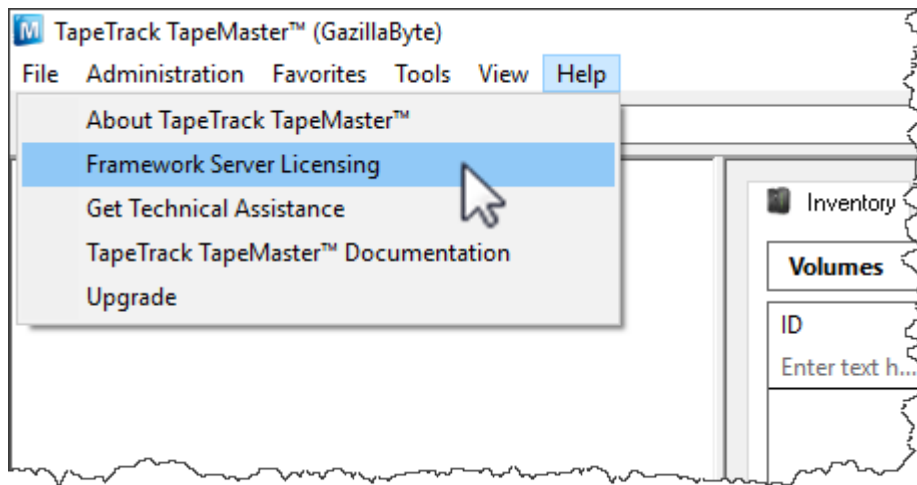 M TapeTrack TapeMaster™ (GazillaByte)
File Administration Favorites Tools View Help
About TapeTrack TapeMaster™
Framework Server Licensing
Get Technical Assistance
TapeTrack TapeMaster™ Documentation
Upgrade
Inventory
Volumes
ID
Enter text h...